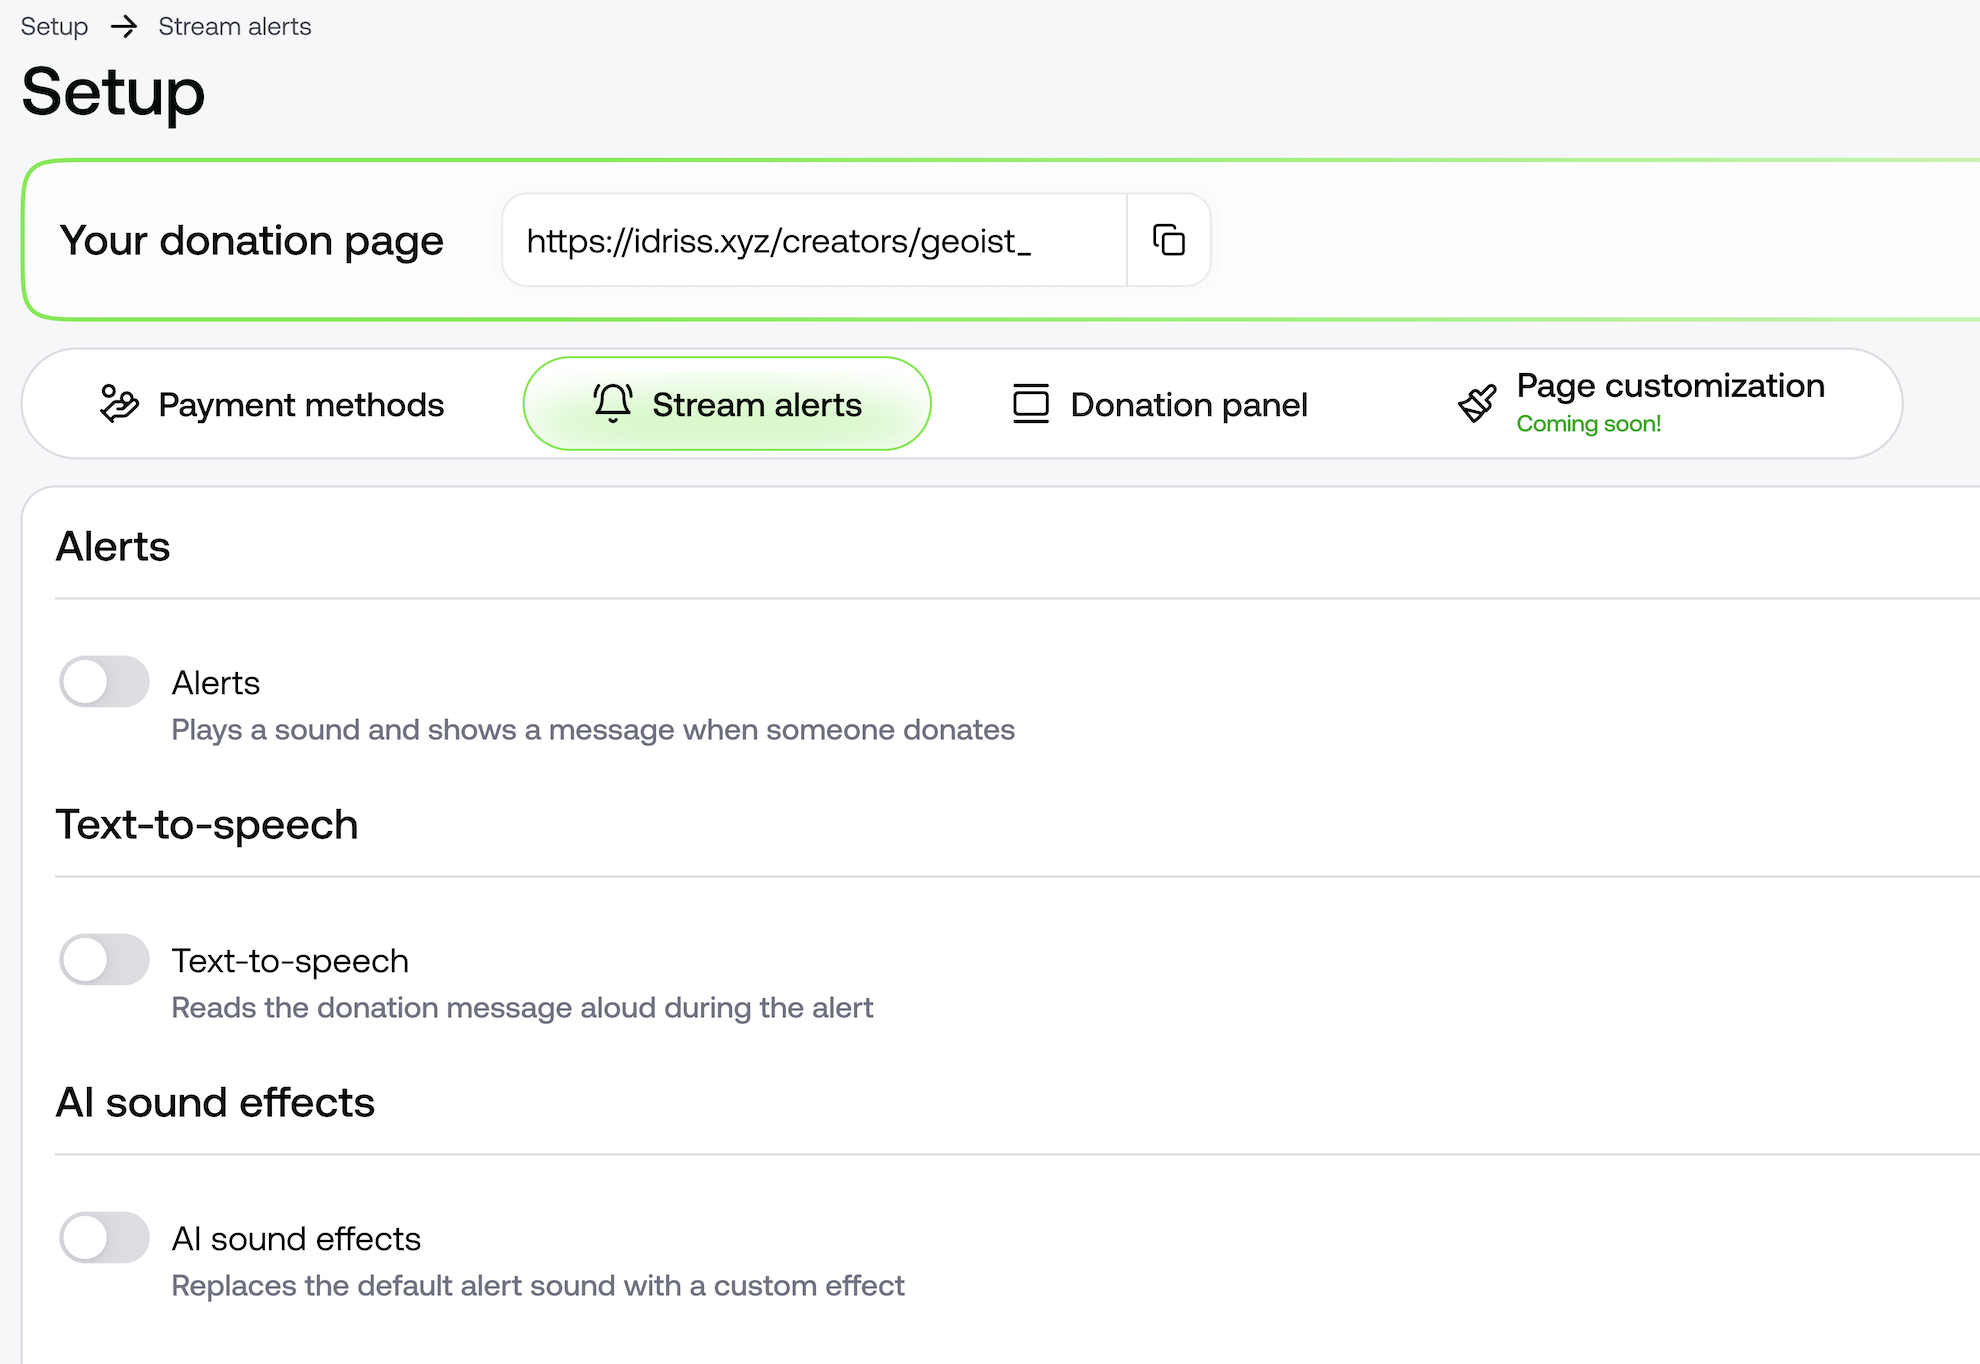 Setup → Stream alerts
Setup
Your donation page
https://idriss.xyz/creators/geoist_
Payment methods
Stream alerts
Donation panel
Page customization
Coming soon!
Alerts
Alerts
Plays a sound and shows a message when someone donates
Text-to-speech
Text-to-speech
Reads the donation message aloud during the alert
AI sound effects
AI sound effects
Replaces the default alert sound with a custom effect